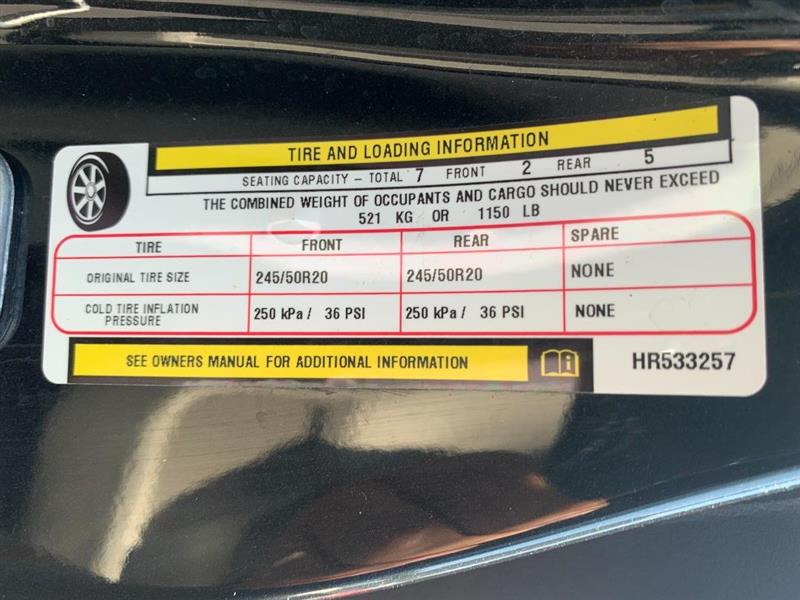 TIRE AND LOADING INFORMATION
SEATING CAPACITY – TOTAL 7 FRONT 2 REAR 5
THE COMBINED WEIGHT OF OCCUPANTS AND CARGO SHOULD NEVER EXCEED
521 KG OR 1150 LB
TIRE FRONT REAR SPARE
ORIGINAL TIRE SIZE 245/50R20 245/50R20 NONE
COLD TIRE INFLATION PRESSURE 250 kPa / 36 PSI 250 kPa / 36 PSI NONE
SEE OWNERS MANUAL FOR ADDITIONAL INFORMATION HR533257